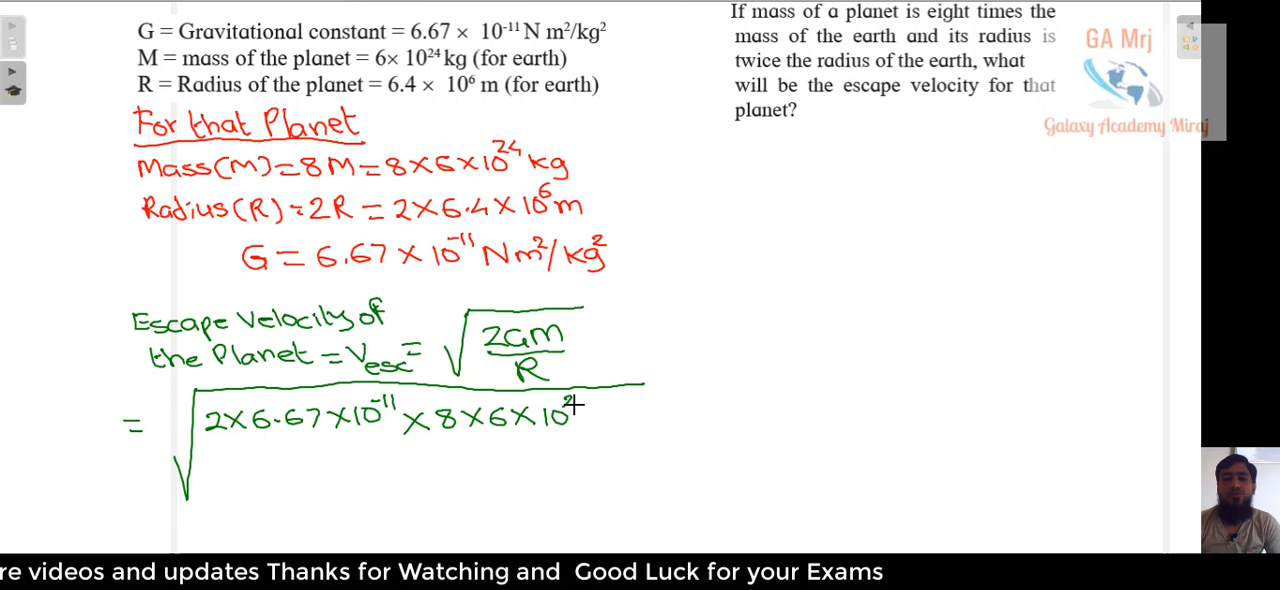 G = Gravitational constant = 6.67 × 10⁻¹¹ N m²/kg²
M = mass of the planet = 6× 10²⁴ kg (for earth)
R = Radius of the planet = 6.4 × 10⁶ m (for earth)
For that Planet
Mass(M)=8M=8×6×10²⁴ kg
Radius(R)=2R=2×6.4×10⁶m
G=6.67×10⁻¹¹Nm²/kg²
Escape Velocity of
the Planet = Vesc = √(2GM/R)
= √2×6.67×10⁻¹¹×8×6×10²⁴
If mass of a planet is eight times the
mass of the earth and its radius is
twice the radius of the earth, what
will be the escape velocity for that
planet?
GA Mrj
Galaxy Academy Miraj
re videos and updates Thanks for Watching and Good Luck for your Exams